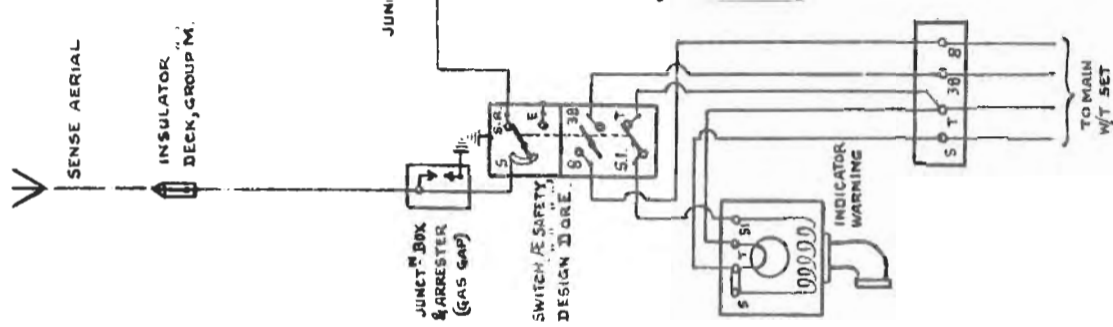 SENSE AERIAL
INSULATOR
DECK, GROUP M.
JUNCTN BOX
& ARRESTER
(GAS GAP)
SWITCH Æ SAFETY
DESIGN D ORE.
S
S.R.
E
8
38
S.I.
T
S
T
SI
INDICATOR
WARNING
S
T
38
8
TO MAIN
W/T SET